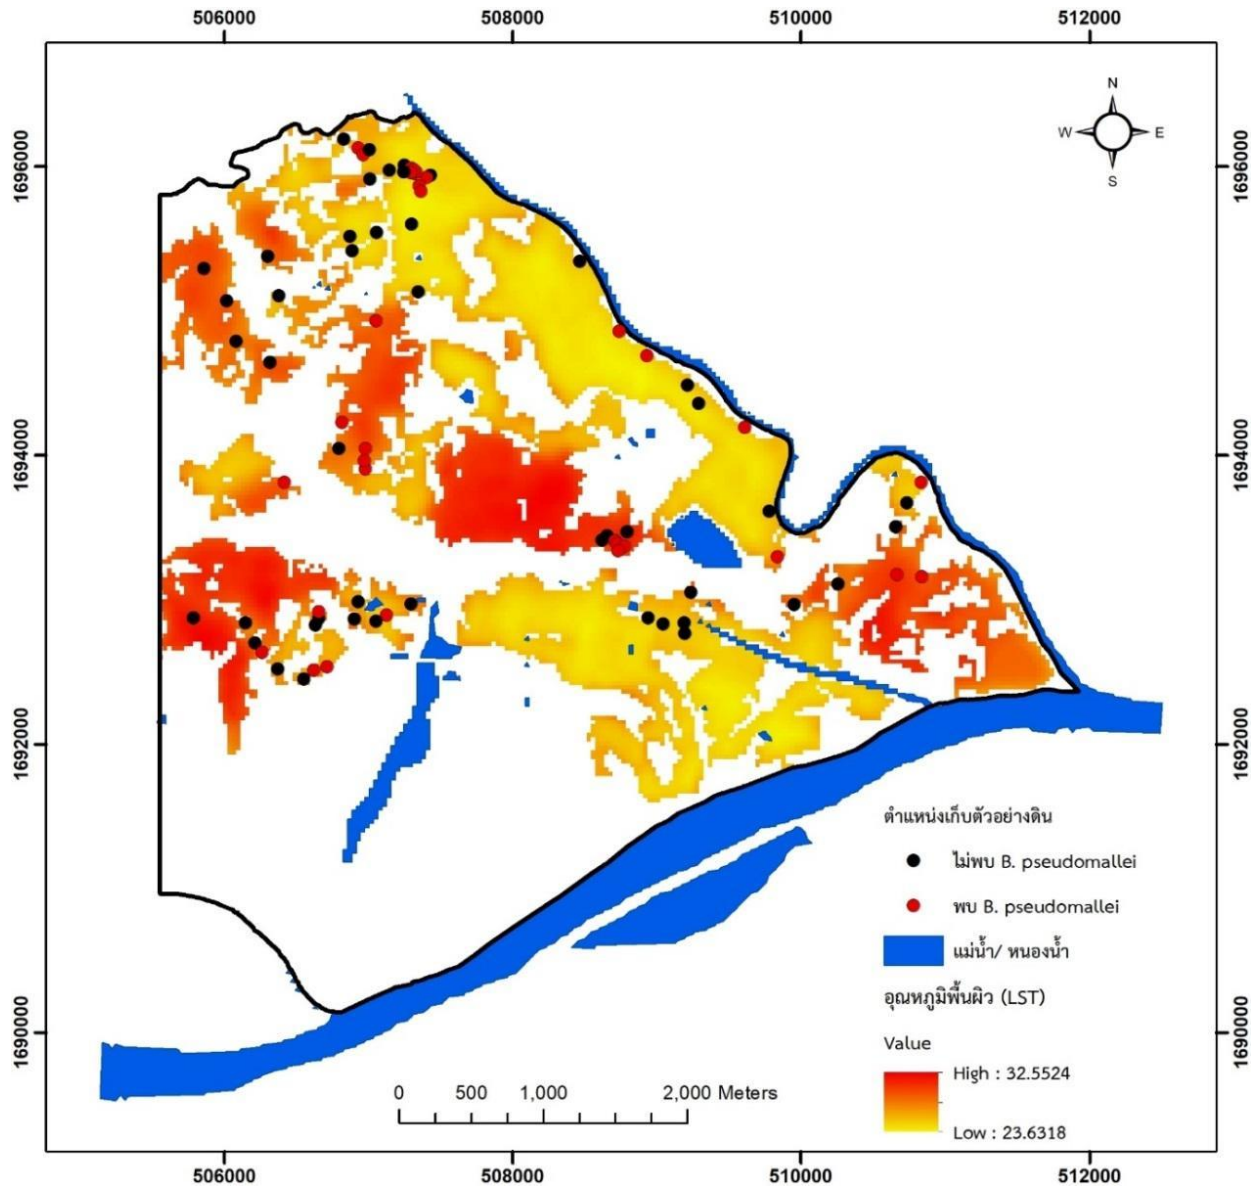 506000 508000 510000 512000
N
W E
S
1696000 1696000
1694000 1694000
1692000 1692000
1690000 1690000
ตำแหน่งเก็บตัวอย่างดิน
ไม่พบ B. pseudomallei
พบ B. pseudomallei
แม่น้ำ/ หนองน้ำ
อุณหภูมิพื้นผิว (LST)
Value
High : 32.5524
Low : 23.6318
0 500 1,000 2,000 Meters
506000 508000 510000 512000